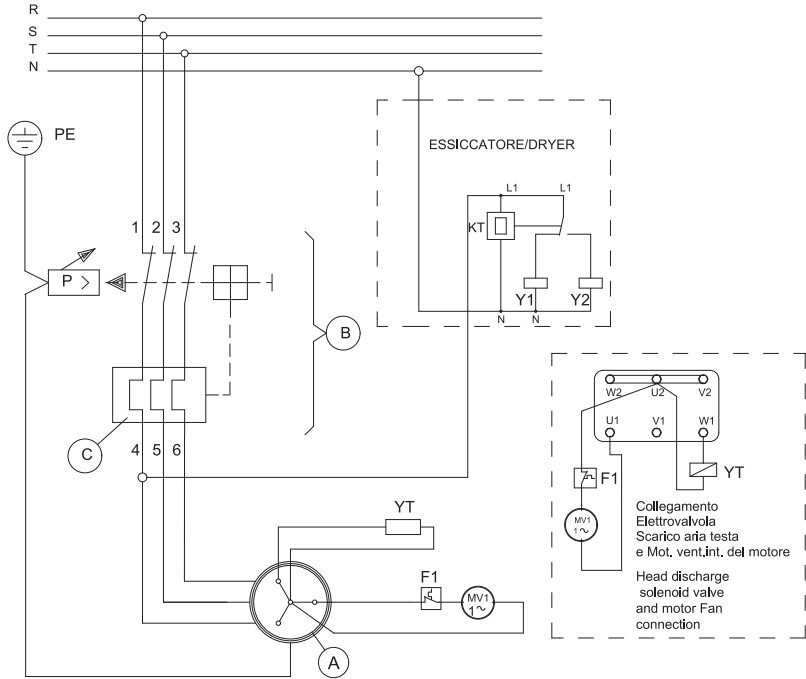 R
S
T
N
PE
ESSICCATORE/DRYER
L1 L1
KT
Y1 Y2
N N
1 2 3
P >
B
C
4 5 6
W2 U2 V2
U1 V1 W1
F1
YT
MV1
1~
Collegamento
Elettrovalvola
Scarico aria testa
e Mot. vent.int. del motore
Head discharge
solenoid valve
and motor Fan
connection
YT
F1
MV1
1~
A